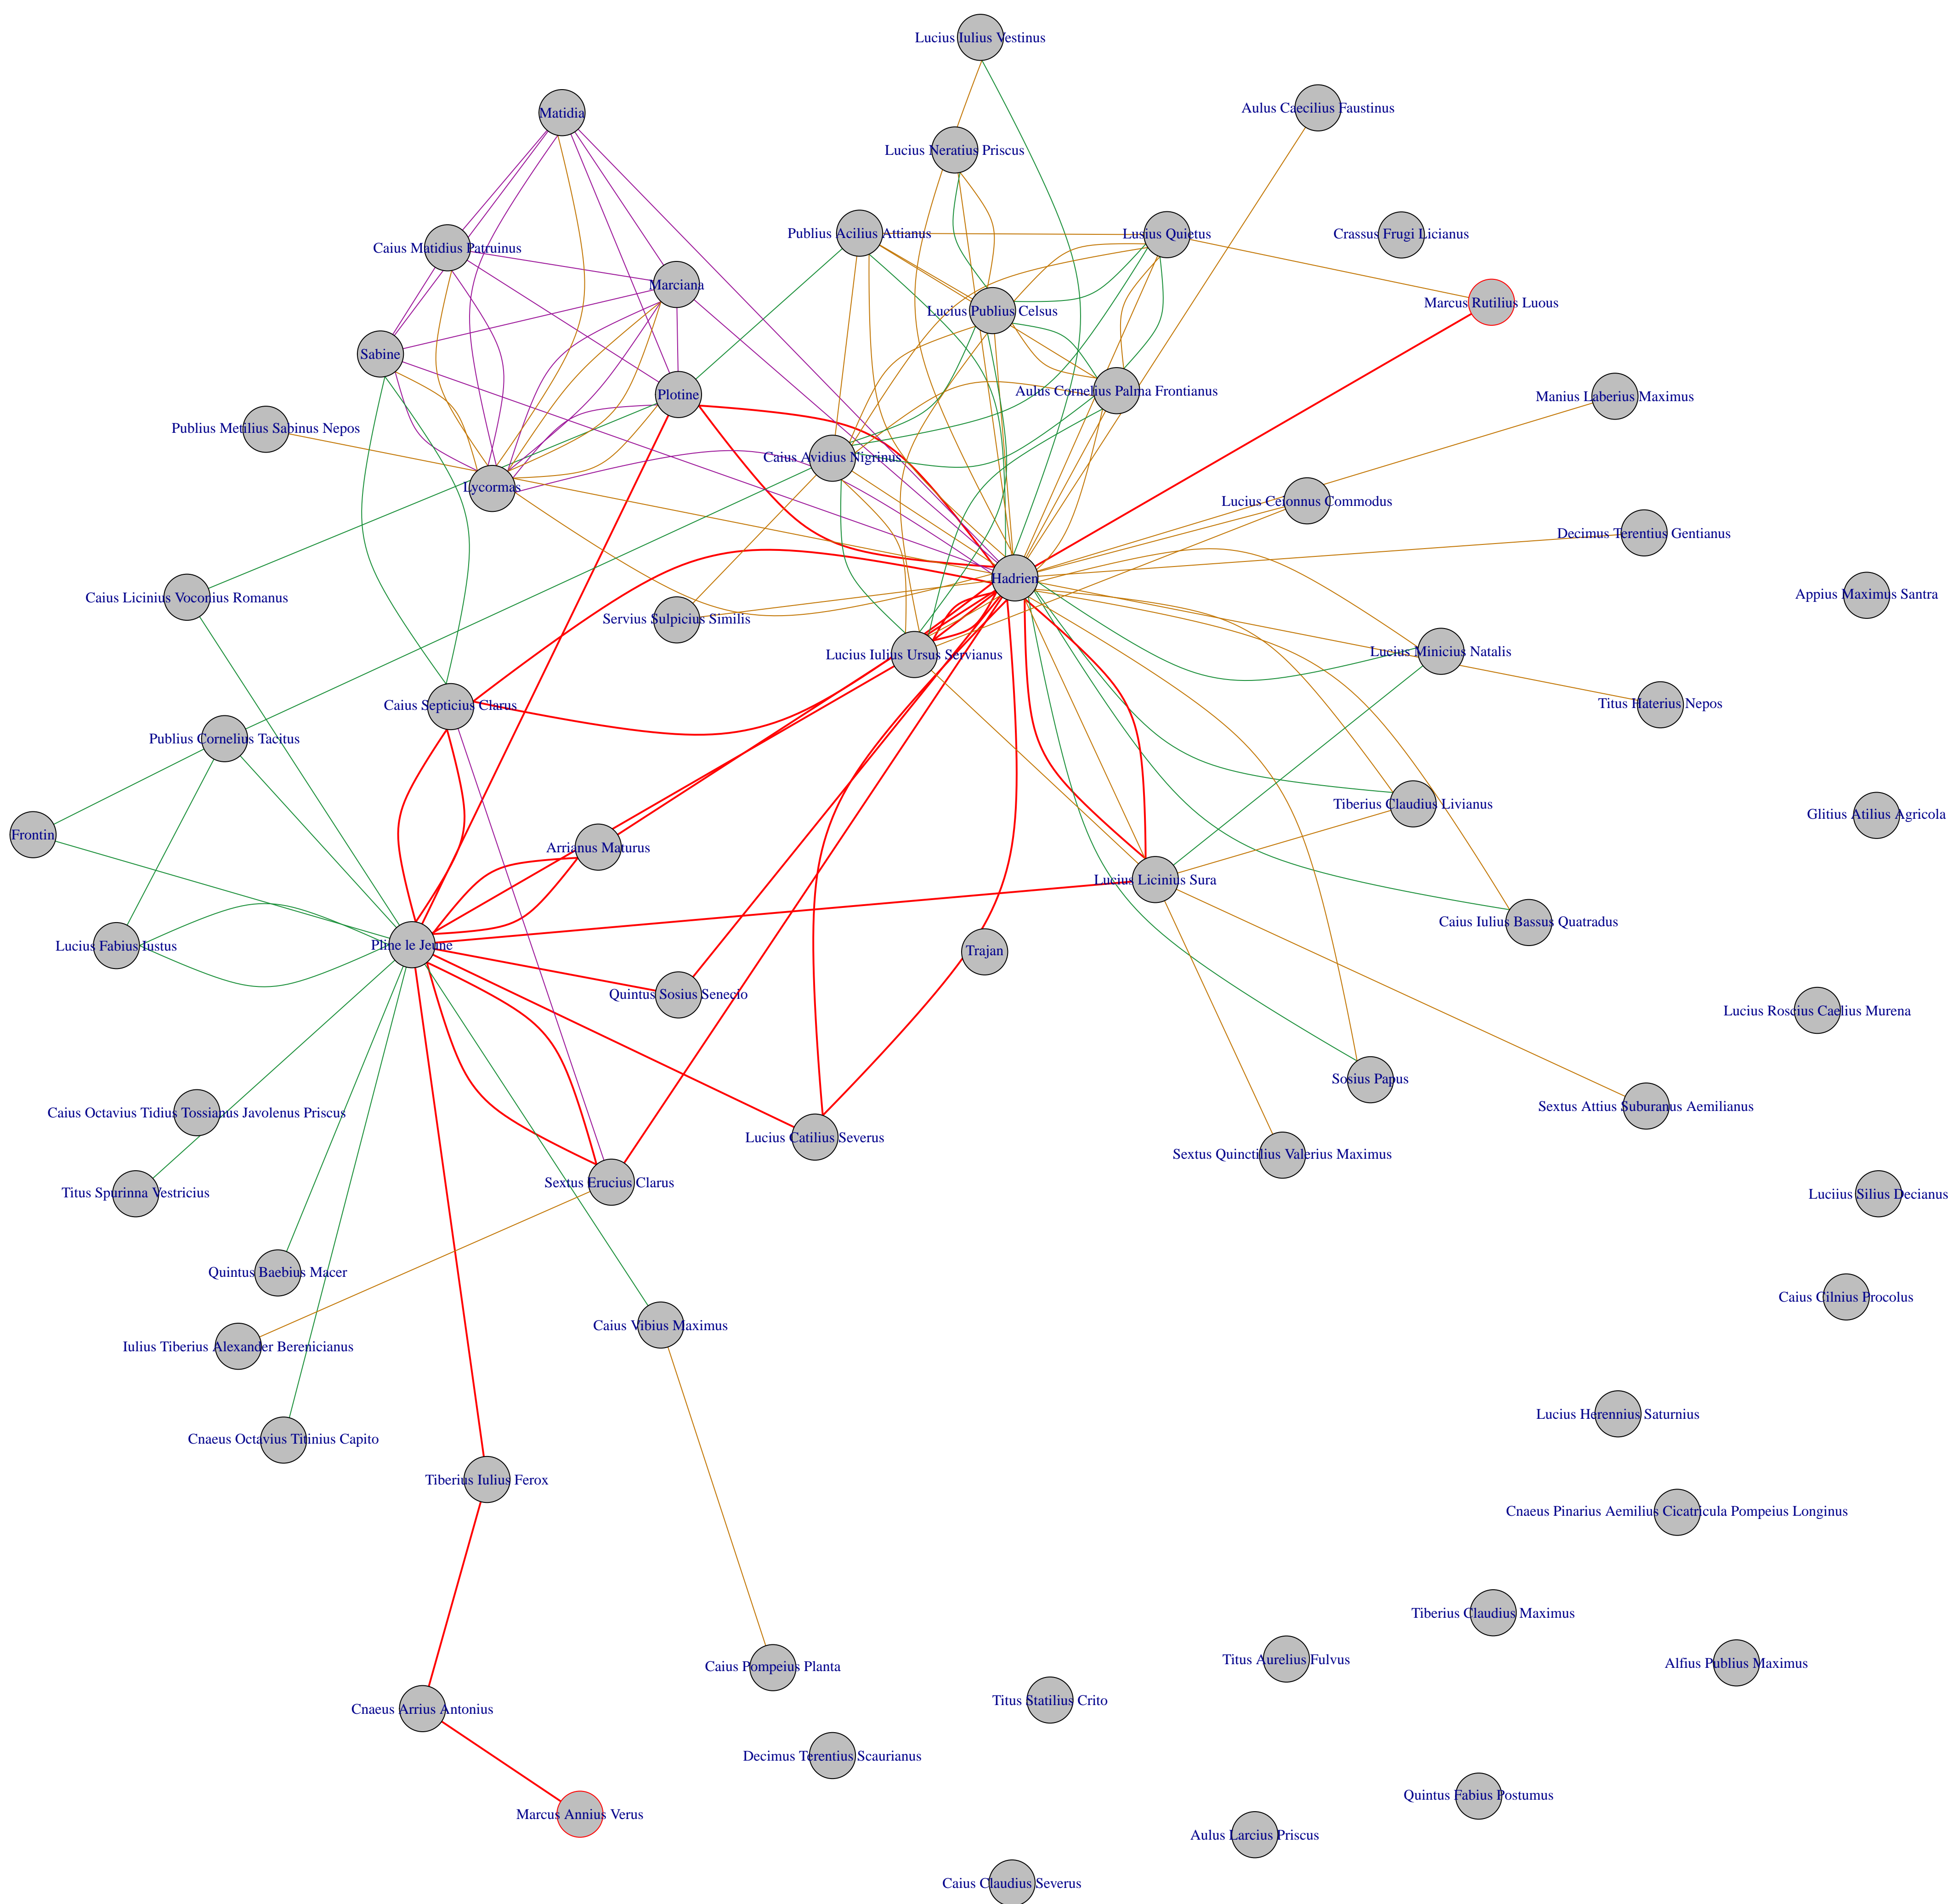 Lucius Iulius Vestinus
Aulus Caecilius Faustinus
Matidia
Lucius Neratius Priscus
Publius Acilius Attianus
Lusius Quietus
Crassus Frugi Licianus
Caius Matidius Patruinus
Marciana
Marcus Rutilius Luous
Lucius Publius Celsus
Sabine
Plotine
Aulus Cornelius Palma Frontianus
Manius Laberius Maximus
Publius Metilius Sabinus Nepos
Caius Avidius Nigrinus
Lycormas
Lucius Ceionnus Commodus
Decimus Terentius Gentianus
Hadrien
Appius Maximus Santra
Caius Licinius Voconius Romanus
Servius Sulpicius Similis
Lucius Iulius Ursus Servianus
Lucius Minicius Natalis
Titus Haterius Nepos
Caius Septicius Clarus
Publius Cornelius Tacitus
Tiberius Claudius Livianus
Glitius Atilius Agricola
Frontin
Arrianus Maturus
Lucius Licinius Sura
Caius Iulius Bassus Quatradus
Lucius Fabius Iustus
Pline le Jeune
Trajan
Quintus Sosius Senecio
Lucius Roscius Caelius Murena
Sosius Papus
Sextus Attius Suburanus Aemilianus
Caius Octavius Tidius Tossianus Javolenus Priscus
Lucius Catilius Severus
Sextus Quinctilius Valerius Maximus
Sextus Erucius Clarus
Titus Spurinna Vestricius
Luciius Silius Decianus
Quintus Baebius Macer
Caius Cilnius Procolus
Caius Vibius Maximus
Iulius Tiberius Alexander Berenicianus
Lucius Herennius Saturnius
Cnaeus Octavius Titinius Capito
Tiberius Iulius Ferox
Cnaeus Pinarius Aemilius Cicatricula Pompeius Longinus
Tiberius Claudius Maximus
Titus Aurelius Fulvus
Alfius Publius Maximus
Caius Pompeius Planta
Titus Statilius Crito
Cnaeus Arrius Antonius
Decimus Terentius Scaurianus
Quintus Fabius Postumus
Marcus Annius Verus
Aulus Larcius Priscus
Caius Claudius Severus